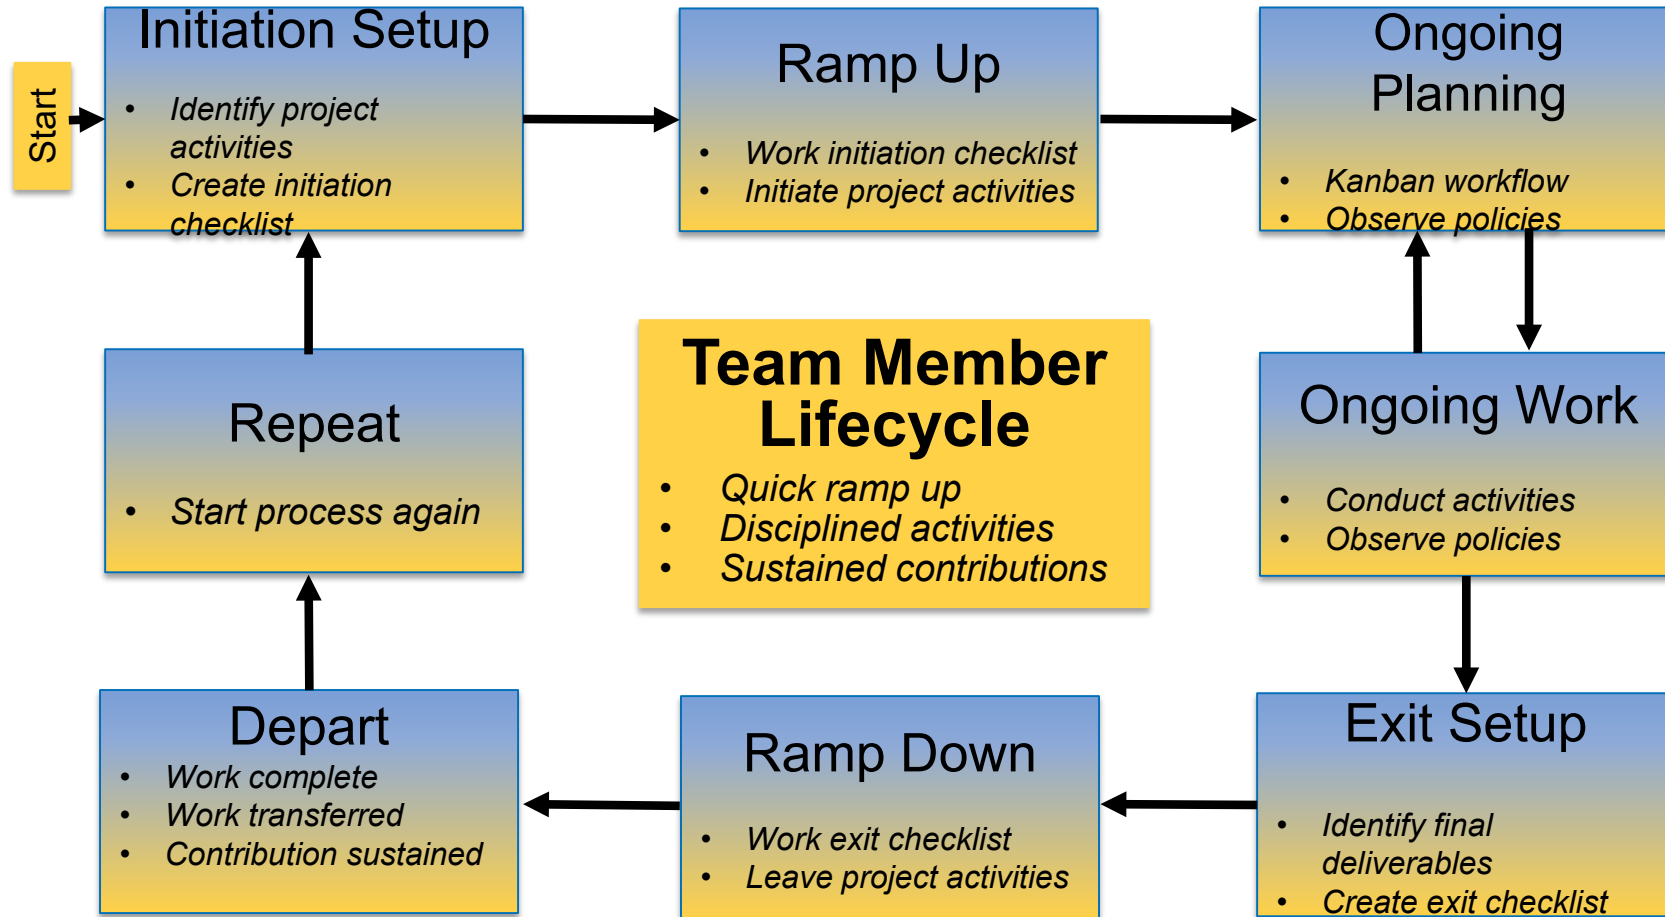 Start
Initiation Setup
• Identify project
activities
• Create initiation
checklist
Ramp Up
• Work initiation checklist
• Initiate project activities
Ongoing
Planning
• Kanban workflow
• Observe policies
Repeat
• Start process again
Team Member
Lifecycle
• Quick ramp up
• Disciplined activities
• Sustained contributions
Ongoing Work
• Conduct activities
• Observe policies
Depart
• Work complete
• Work transferred
• Contribution sustained
Ramp Down
• Work exit checklist
• Leave project activities
Exit Setup
• Identify final
deliverables
• Create exit checklist